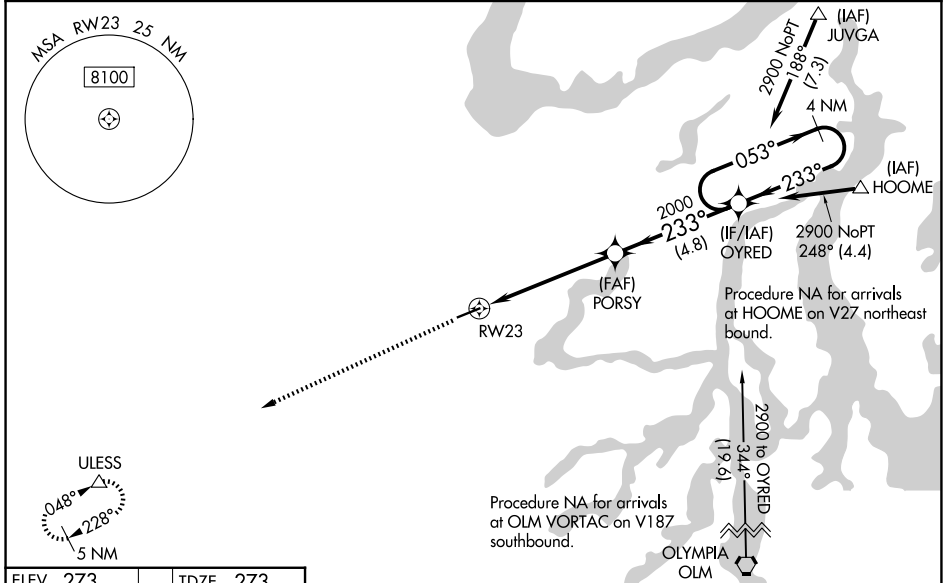 MSA RW23 25 NM
8100
(IAF)
JUVGA
2900 NoPT
188°
(7.3)
4 NM
053°
233°
(IAF)
HOOME
2000
233°
(4.8)
(IF/IAF)
OYRED
2900 NoPT
248° (4.4)
(FAF)
PORSY
RW23
Procedure NA for arrivals
at HOOME on V27 northeast
bound.
2900 to OYRED
344°
(19.6)
ULESS
048°
228°
5 NM
Procedure NA for arrivals
at OLM VORTAC on V187
southbound.
OLYMPIA
OLM
ELEV 273
TDZE 273